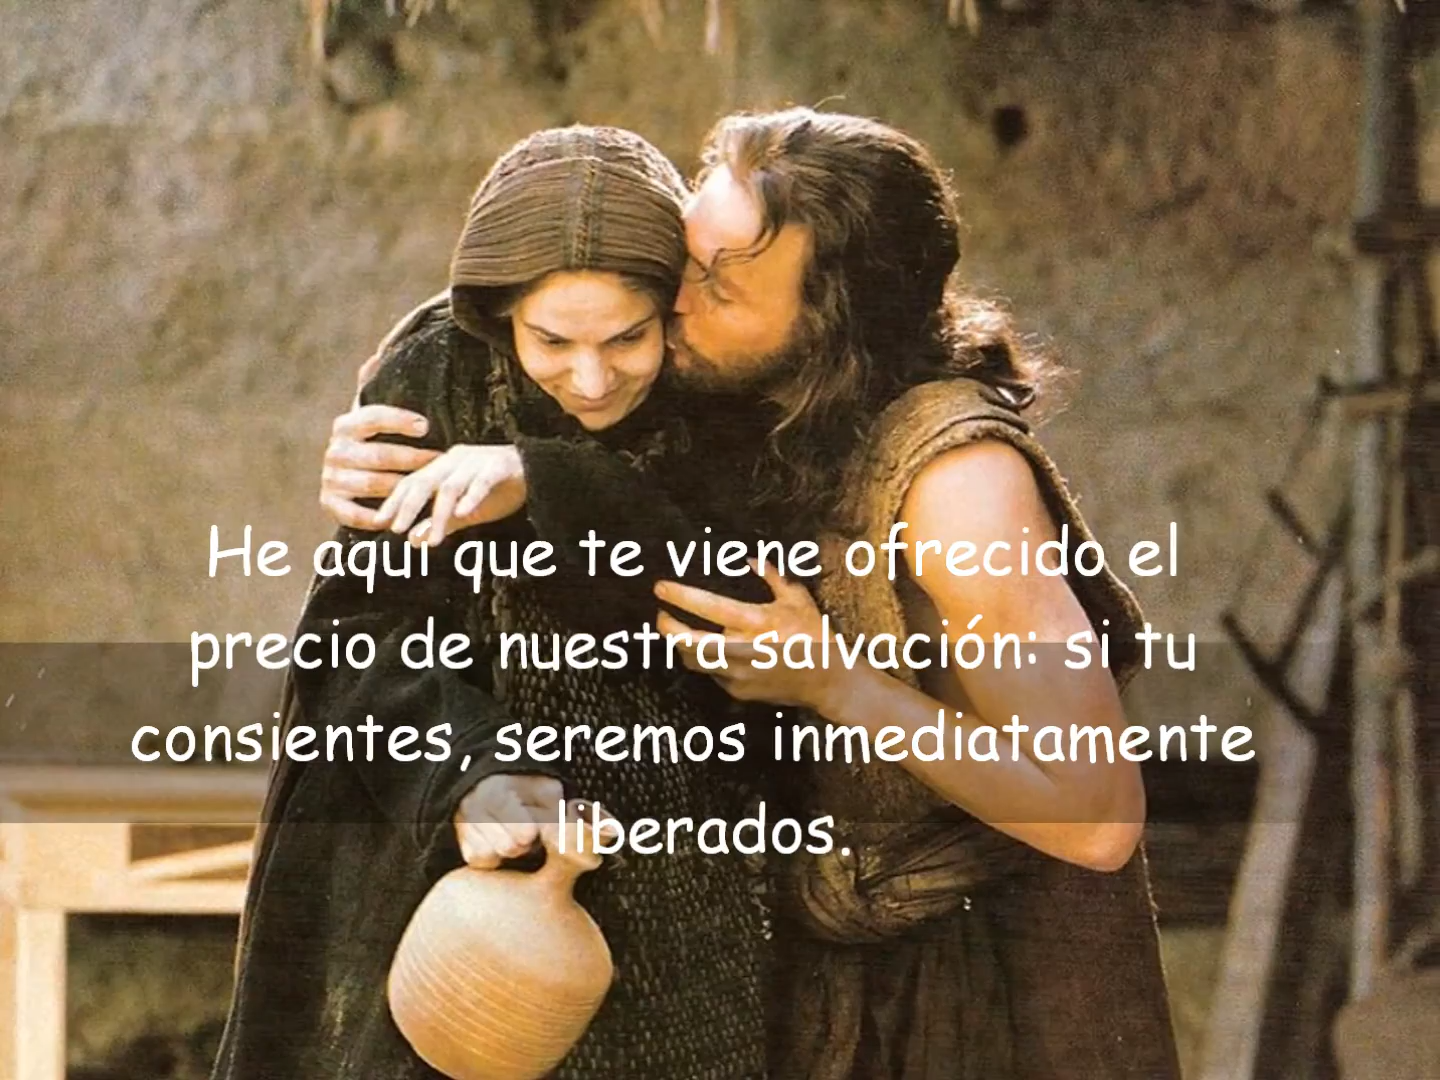 He aquí que te viene ofrecido el
precio de nuestra salvación: si tu
consientes, seremos inmediatamente
liberados.